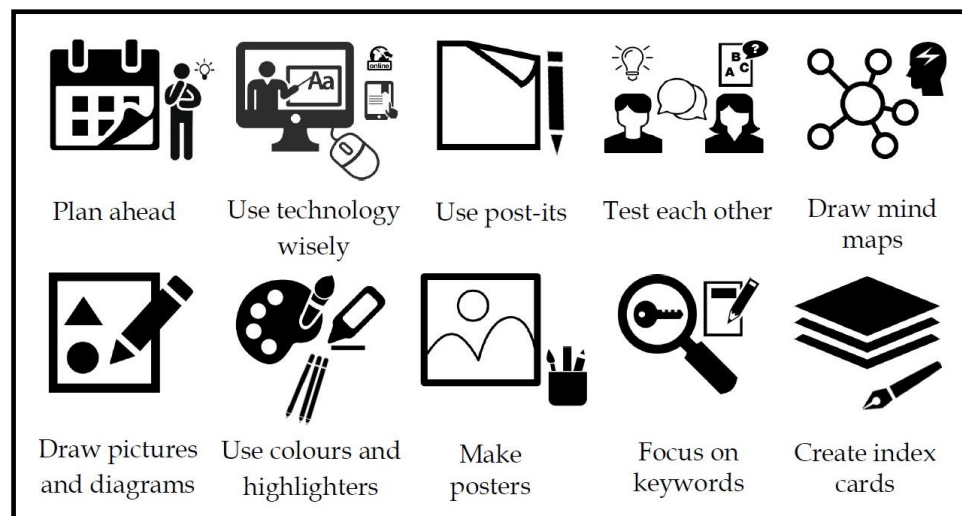 Aa
online
B
A C
?
Plan ahead
Use technology
wisely
Use post-its
Test each other
Draw mind
maps
Draw pictures
and diagrams
Use colours and
highlighters
Make
posters
Focus on
keywords
Create index
cards